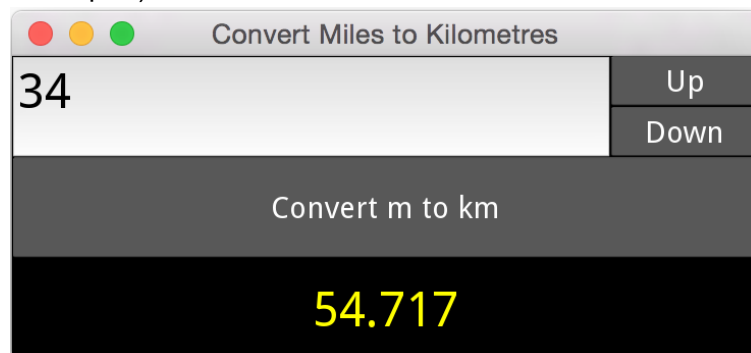 Convert Miles to Kilometres
34
Up
Down
Convert m to km
54.717